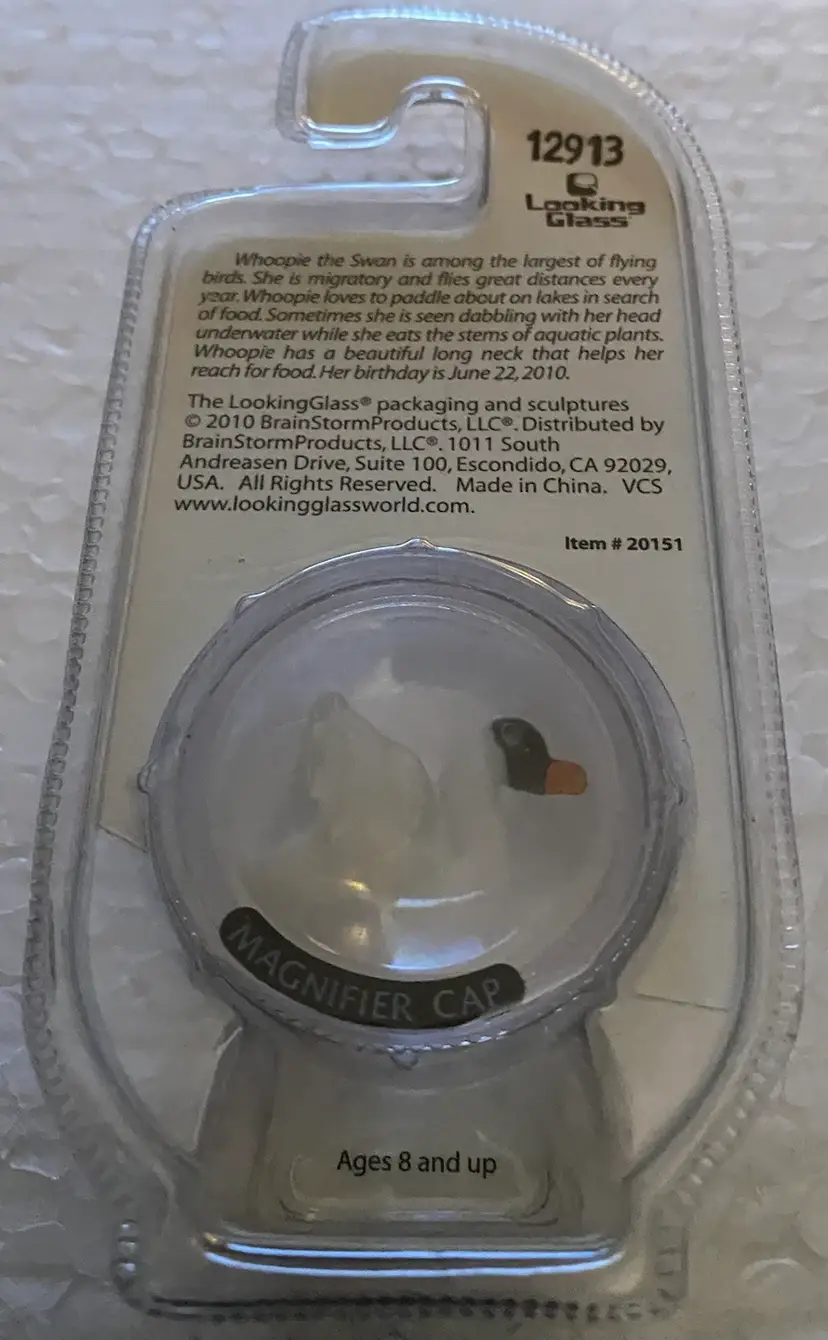 12913
Looking
Glass
Whoopie the Swan is among the largest of flying
birds. She is migratory and flies great distances every
year. Whoopie loves to paddle about on lakes in search
of food. Sometimes she is seen dabbling with her head
underwater while she eats the stems of aquatic plants.
Whoopie has a beautiful long neck that helps her
reach for food. Her birthday is June 22, 2010.
The LookingGlass® packaging and sculptures
© 2010 BrainStormProducts, LLC®. Distributed by
BrainStormProducts, LLC®. 1011 South
Andreasen Drive, Suite 100, Escondido, CA 92029,
USA. All Rights Reserved. Made in China. VCS
www.lookingglassworld.com.
Item # 20151
MAGNIFIER CAP
Ages 8 and up